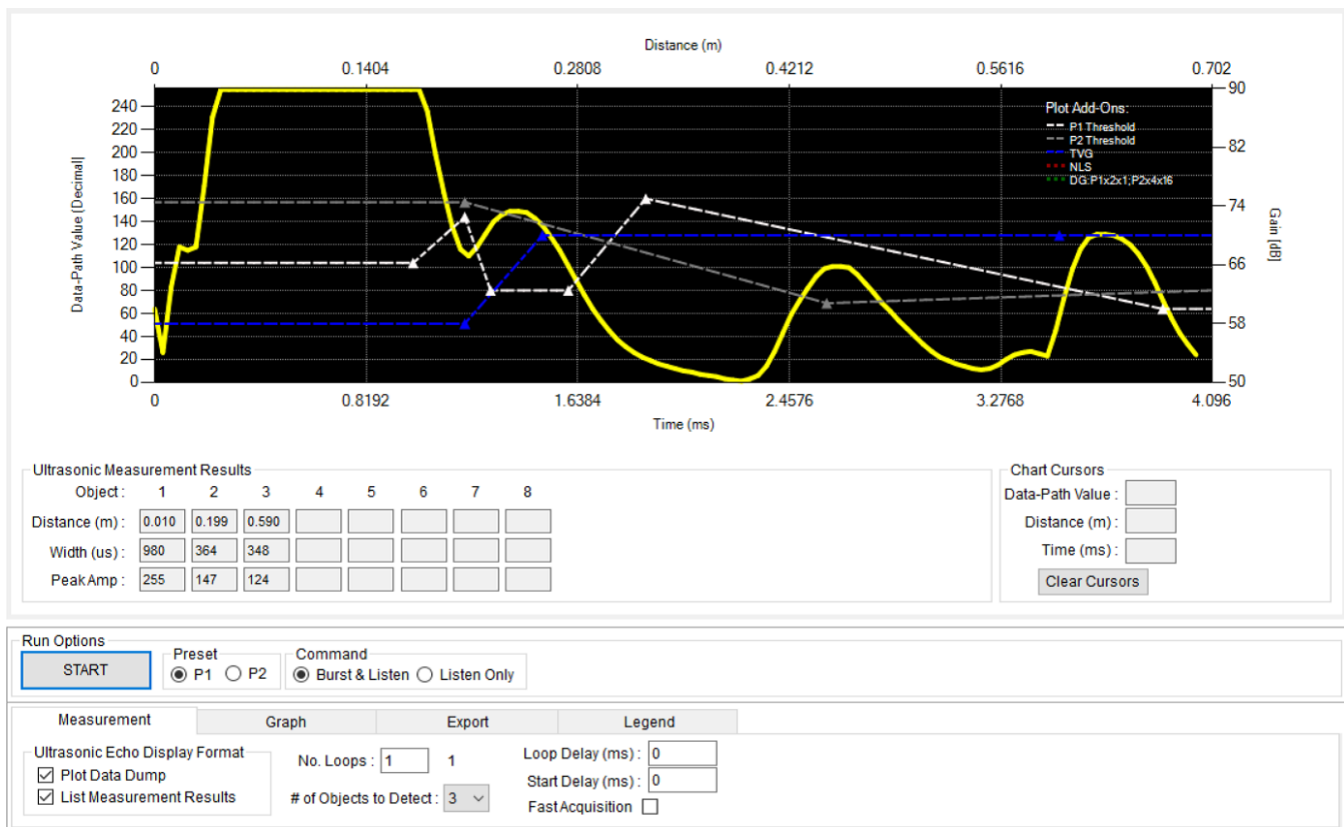 Distance (m)
0 0.1404 0.2808 0.4212 0.5616 0.702
Plot Add-Ons:
P1 Threshold
P2 Threshold
TVG
NLS
DG:P1x2x1;P2x4x16
240
220
200
180
160
140
120
100
80
60
40
20
0
Data-Path Value [Decimal]
90
82
74
66
58
50
Gain [dB]
0 0.8192 1.6384 2.4576 3.2768 4.096
Time (ms)
Ultrasonic Measurement Results
Object : 1 2 3 4 5 6 7 8
Distance (m) : 0.010 0.199 0.590
Width (us) : 980 364 348
Peak Amp : 255 147 124
Chart Cursors
Data-Path Value :
Distance (m) :
Time (ms) :
Clear Cursors
Run Options
START
Preset
P1 P2
Command
Burst & Listen Listen Only
Measurement Graph Export Legend
Ultrasonic Echo Display Format
Plot Data Dump
List Measurement Results
No. Loops : 1 1
# of Objects to Detect : 3
Loop Delay (ms) : 0
Start Delay (ms) : 0
Fast Acquisition